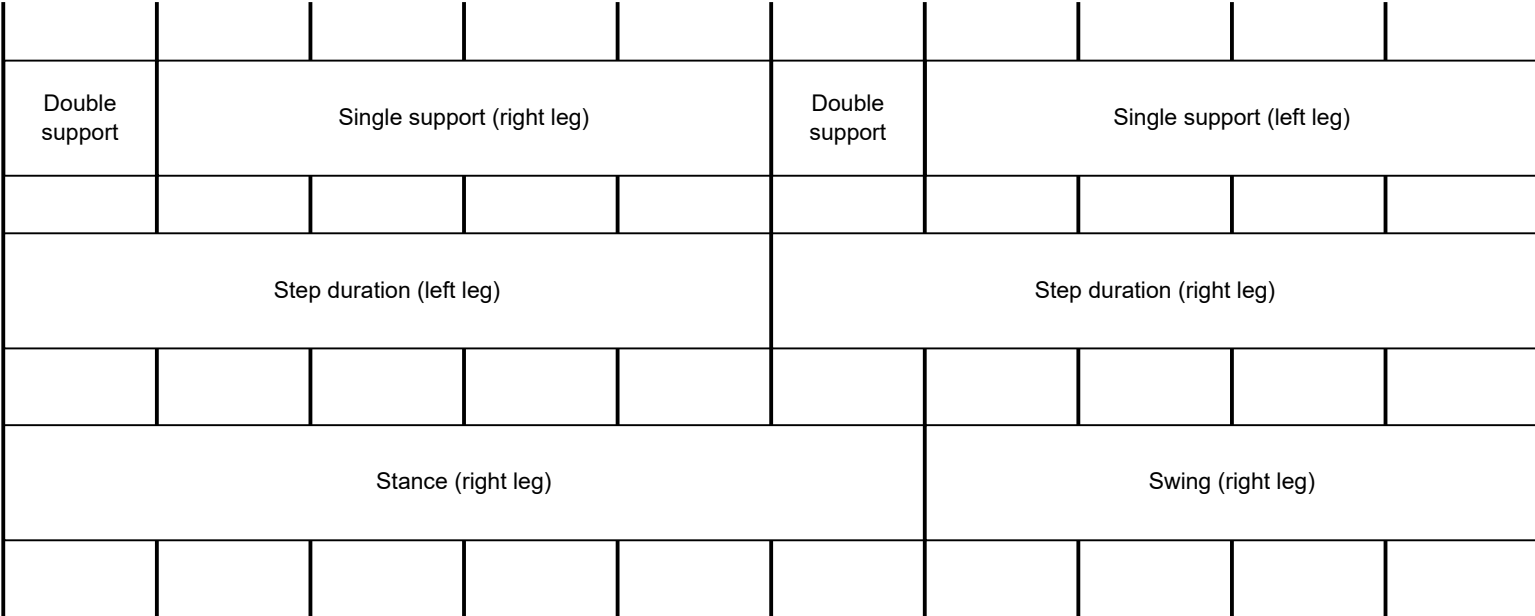 Double
support
Single support (right leg)
Double
support
Single support (left leg)
Step duration (left leg)
Step duration (right leg)
Stance (right leg)
Swing (right leg)